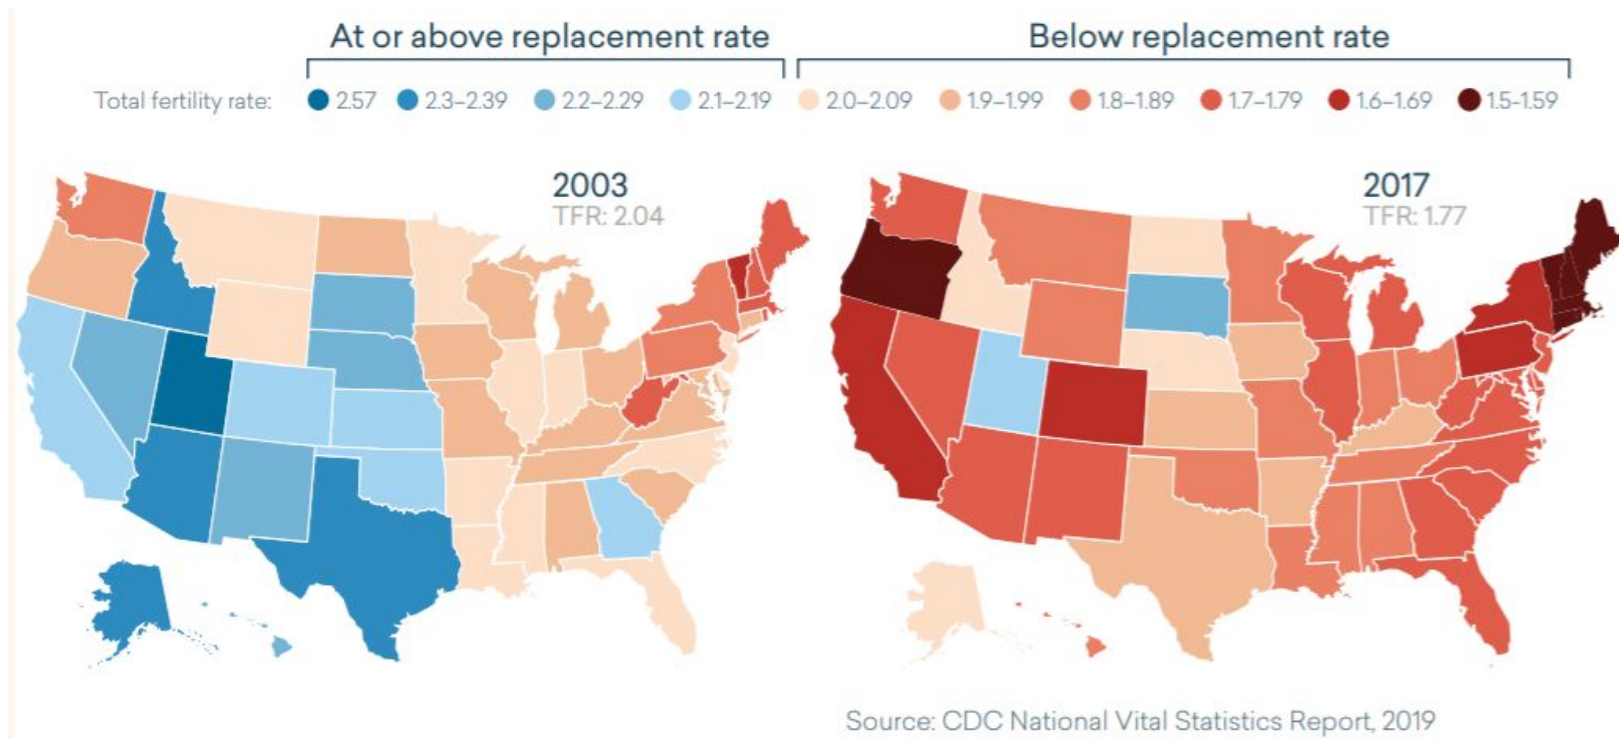 At or above replacement rate
Below replacement rate
Total fertility rate: 2.57 2.3–2.39 2.2–2.29 2.1–2.19 2.0–2.09 1.9–1.99 1.8–1.89 1.7–1.79 1.6–1.69 1.5-1.59
2003
TFR: 2.04
2017
TFR: 1.77
Source: CDC National Vital Statistics Report, 2019